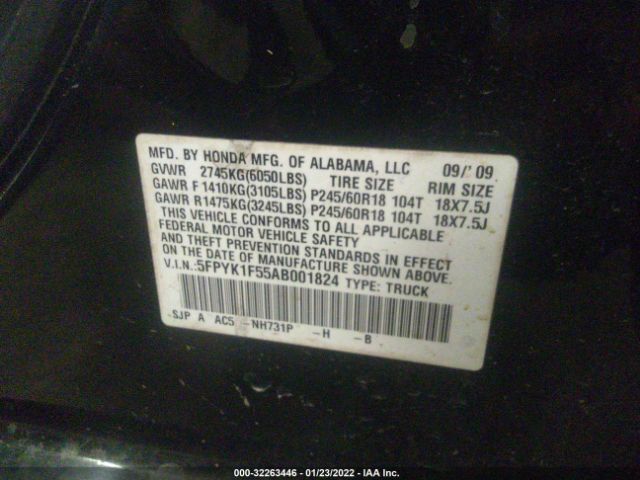 MFD. BY HONDA MFG. OF ALABAMA, LLC 09/'09
GVWR 2745KG(6050LBS) TIRE SIZE RIM SIZE
GAWR F 1410KG(3105LBS) P245/60R18 104T 18X7.5J
GAWR R1475KG(3245LBS) P245/60R18 104T 18X7.5J
THIS VEHICLE CONFORMS TO ALL APPLICABLE
FEDERAL MOTOR VEHICLE SAFETY AND
THEFT PREVENTION STANDARDS IN EFFECT
ON THE DATE OF MANUFACTURE SHOWN ABOVE.
V.I.N.:5FPYK1F55AB001824 TYPE: TRUCK
SJP A AC5 -NH731P -H -B
000-32263446 - 01/23/2022 - IAA Inc.